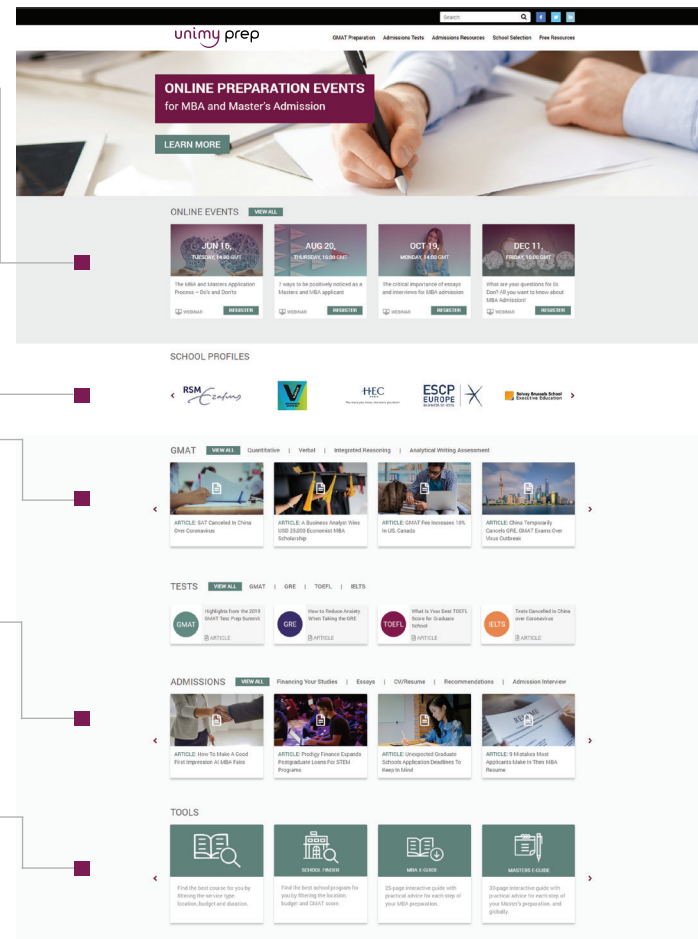 Search
unimy prep
GMAT Preparation Admissions Tests Admissions Resources School Selection Free Resources
ONLINE PREPARATION EVENTS
for MBA and Master's Admission
LEARN MORE
ONLINE EVENTS VIEW ALL
JUN 16,
TUESDAY, 14:00 GMT
The MBA and Masters Application
Process – Do's and Don'ts
WEBINAR REGISTER
AUG 20,
THURSDAY, 16:00 GMT
7 ways to be positively noticed as a
Masters and MBA applicant
WEBINAR REGISTER
OCT 19,
MONDAY, 14:00 GMT
The critical importance of essays
and interviews for MBA admission
WEBINAR REGISTER
DEC 11,
FRIDAY, 16:00 GMT
What are your questions for
Don? All you want to know about
MBA Admission!
WEBINAR REGISTER
SCHOOL PROFILES
RSM Erasmus
HEC
PARIS
ESCP
EUROPE
BUSINESS SCHOOL
Solvay Brussels School
Executive Education
GMAT VIEW ALL Quantitative | Verbal | Integrated Reasoning | Analytical Writing Assessment
ARTICLE: SAT Canceled In China
Over Coronavirus
ARTICLE: A Business Analyst Wins
USD 25,000 Economist MBA
Scholarship
ARTICLE: GMAT Fee Increases 10%
In US, Canada
ARTICLE: China Temporarily
Cancels GRE, GMAT Exams Over
Virus Outbreak
TESTS VIEW ALL GMAT | GRE | TOEFL | IELTS
GMAT
Highlights from the 2019
GMAT Test Prep Summit
ARTICLE
GRE
How to Reduce Anxiety
When Taking the GRE
ARTICLE
TOEFL
What Is Your Best TOEFL
Score for Graduate
School
ARTICLE
IELTS
Tests Cancelled in China
over Coronavirus
ARTICLE
ADMISSIONS VIEW ALL Financing Your Studies | Essays | CV/Resume | Recommendations | Admission Interview
ARTICLE: How To Make A Good
First Impression At MBA Fairs
ARTICLE: Prodigy Finance Expands
Postgraduate Loans For STEM
Programs
ARTICLE: Unexpected Graduate
Schools Application Deadlines To
Keep In Mind
RESUME
ARTICLE: 9 Mistakes Most
Applicants Make In Their MBA
Resume
TOOLS
Find the best course for you by
filtering the service type
location, budget and duration.
SCHOOL FINDER
Find the best school program for
you by filtering the location,
budget and GMAT score.
MBA E-GUIDE
25-page interactive guide with
practical advice for each step of
your MBA preparation.
MASTERS E-GUIDE
30-page interactive guide with
practical advice for each step of
your Master's preparation, and
globally.